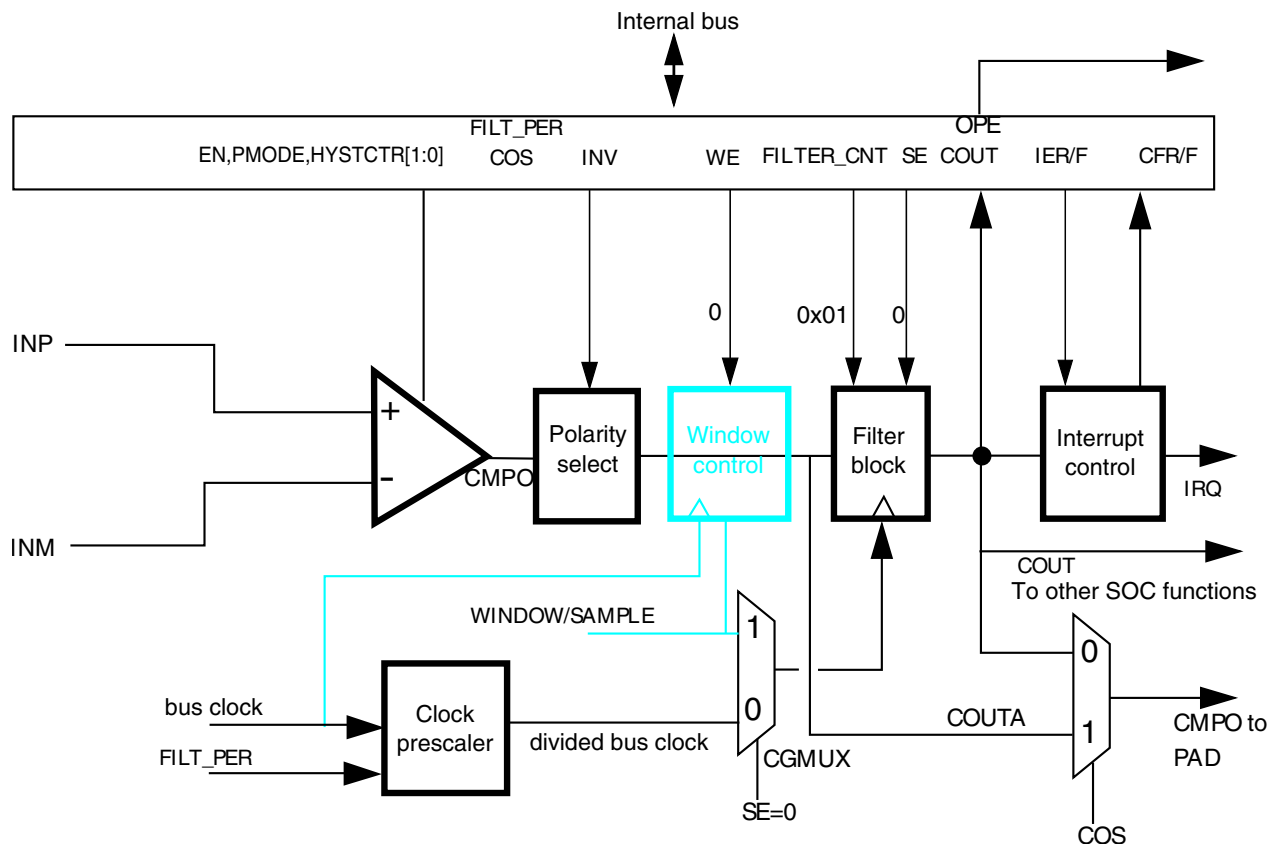 Internal bus
FILT_PER
OPE
EN,PMODE,HYSTCTR[1:0]
COS
INV
WE
FILTER_CNT
SE
COUT
IER/F
CFR/F
0
0x01
0
INP
+
-
CMPO
Polarity
select
Window
control
Filter
block
Interrupt
control
IRQ
INM
COUT
To other SOC functions
WINDOW/SAMPLE
1
0
0
1
bus clock
FILT_PER
Clock
prescaler
divided bus clock
CGMUX
SE=0
COUTA
CMPO to
PAD
COS